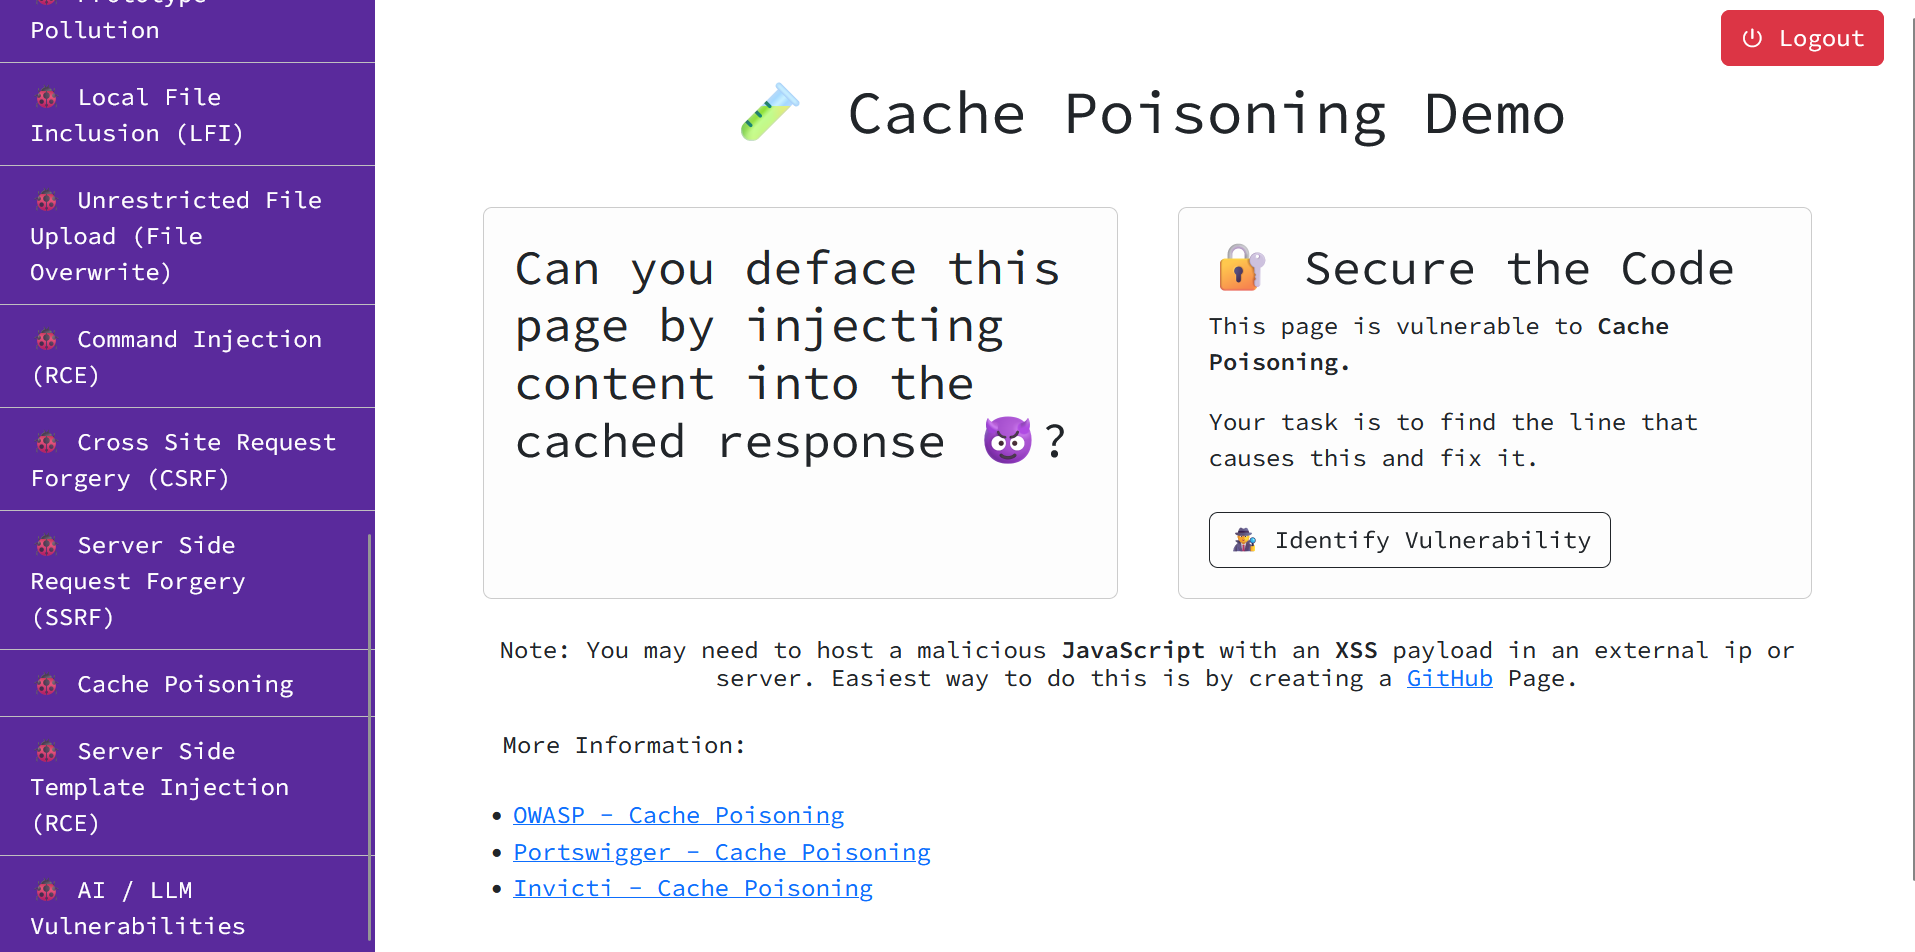 Pollution
Local File
Inclusion (LFI)
Unrestricted File
Upload (File
Overwrite)
Command Injection
(RCE)
Cross Site Request
Forgery (CSRF)
Server Side
Request Forgery
(SSRF)
Cache Poisoning
Server Side
Template Injection
(RCE)
AI / LLM
Vulnerabilities
Logout
Cache Poisoning Demo
Can you deface this
page by injecting
content into the
cached response 😈?
Secure the Code
This page is vulnerable to Cache
Poisoning.
Your task is to find the line that
causes this and fix it.
Identify Vulnerability
Note: You may need to host a malicious JavaScript with an XSS payload in an external ip or
server. Easiest way to do this is by creating a GitHub Page.
More Information:
OWASP - Cache Poisoning
Portswigger - Cache Poisoning
Invicti - Cache Poisoning